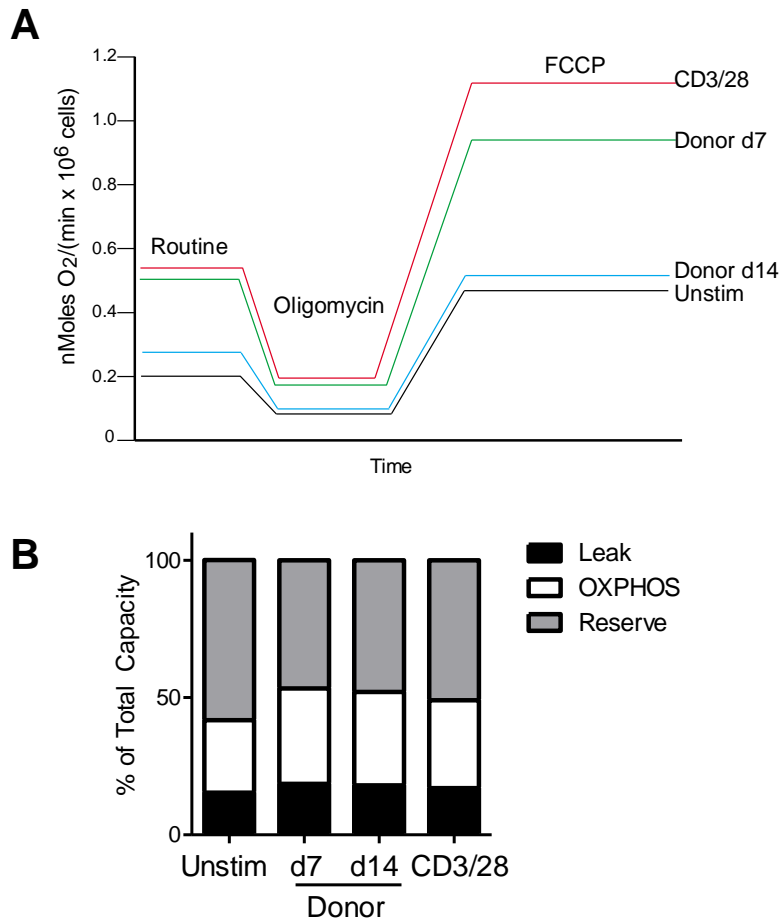 A
nMoles O2/(min x 10⁶ cells)
1.2
1.0
0.8
0.6
0.4
0.2
0
Routine
Oligomycin
FCCP
CD3/28
Donor d7
Donor d14
Unstim
Time
B
% of Total Capacity
100
50
0
Unstim d7 d14 CD3/28
Donor
Leak
OXPHOS
Reserve